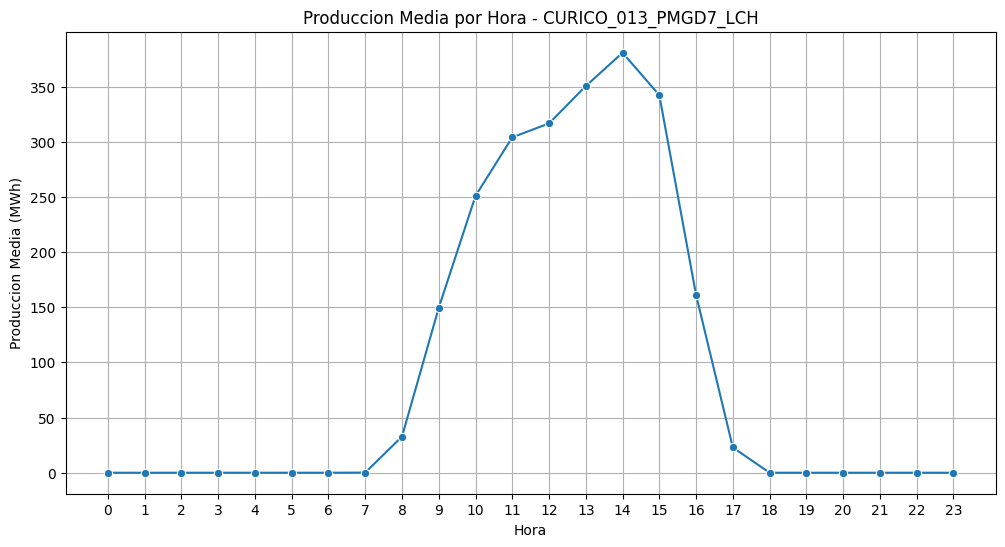 Produccion Media por Hora - CURICO_013_PMGD7_LCH
Produccion Media (MWh)
350
300
250
200
150
100
50
0
0 1 2 3 4 5 6 7 8 9 10 11 12 13 14 15 16 17 18 19 20 21 22 23
Hora